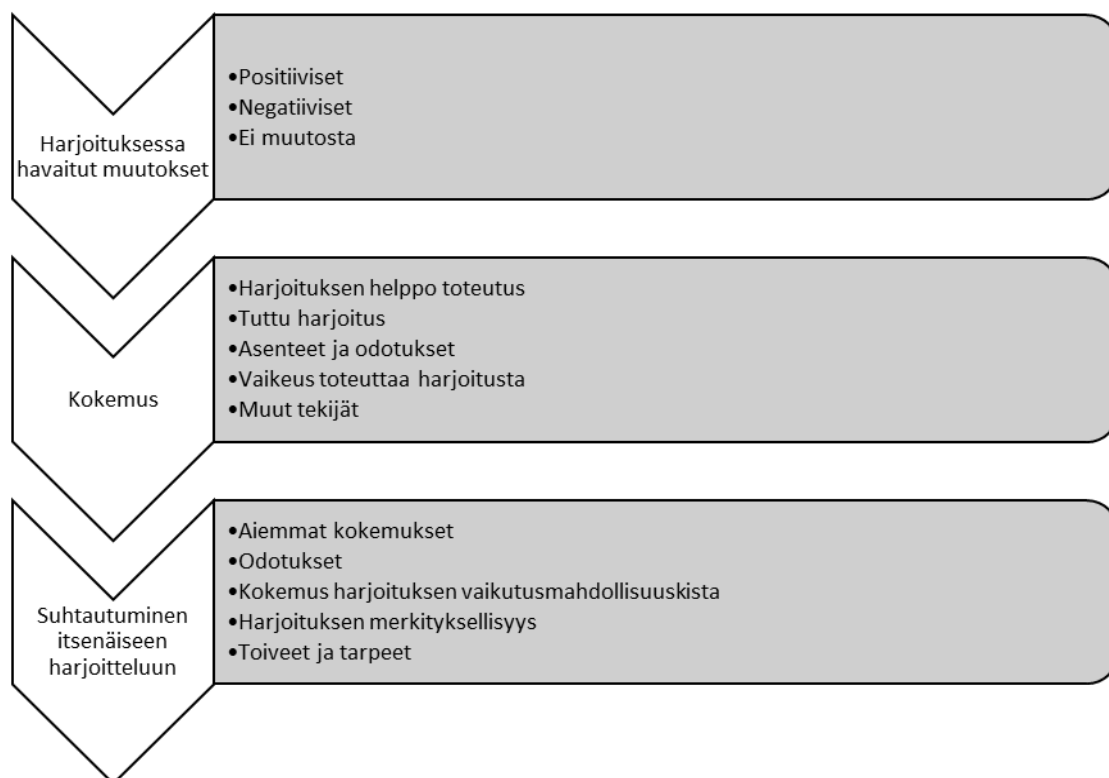 Harjoituksessa
havaitut muutokset
•Positiiviset
•Negatiiviset
•Ei muutosta
Kokemus
•Harjoituksen helppo toteutus
•Tuttu harjoitus
•Asenteet ja odotukset
•Vaikeus toteuttaa harjoitusta
•Muut tekijät
Suhtautuminen
itsenäiseen
harjoitteluun
•Aiemmat kokemukset
•Odotukset
•Kokemus harjoituksen vaikutusmahdollisuuskista
•Harjoituksen merkityksellisyys
•Toiveet ja tarpeet